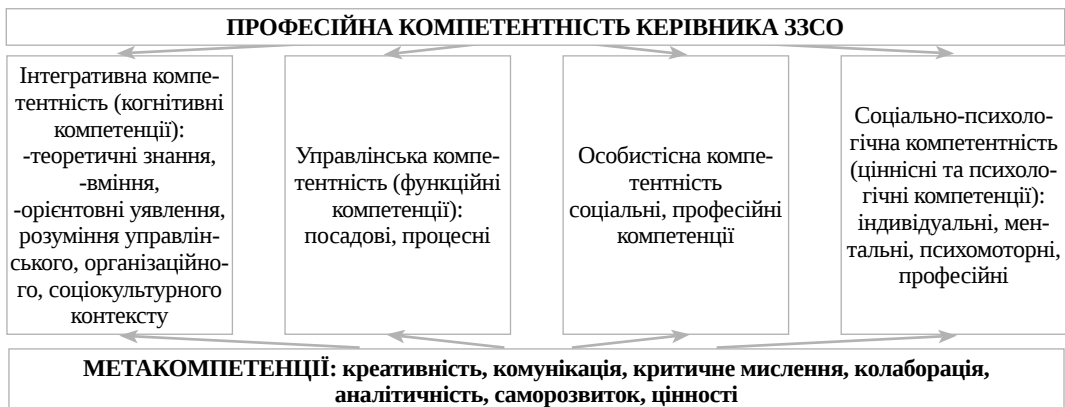 ПРОФЕСІЙНА КОМПЕТЕНТНІСТЬ КЕРІВНИКА ЗЗСО
Інтегративна компе-
тентність (когнітивні
компетенції):
-теоретичні знання,
-вміння,
-орієнтовні уявлення,
розуміння управлін-
ського, організаційно-
го, соціокультурного
контексту
Управлінська компе-
тентність (функційні
компетенції):
посадові, процесні
Особистісна компе-
тентність
соціальні, професійні
компетенції
Соціально-психоло-
гічна компетентність
(ціннісні та психоло-
гічні компетенції):
індивідуальні, мен-
тальні, психомоторні,
професійні
МЕТАКОМПЕТЕНЦІЇ: креативність, комунікація, критичне мислення, колаборація,
аналітичність, саморозвиток, цінності